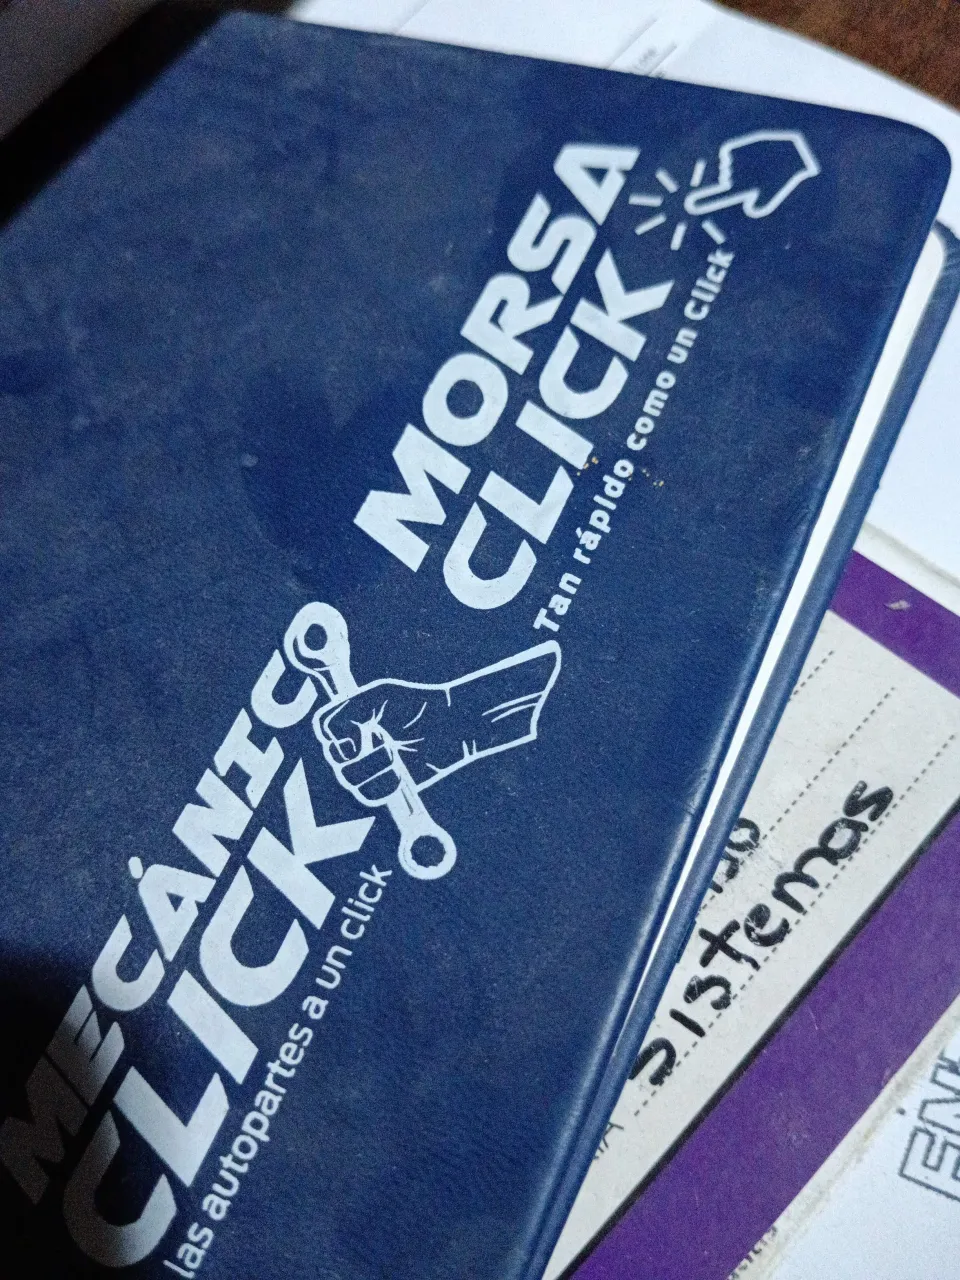 MORSA
CLICK
Tan rápido como un Click
MECÁNICO
CLICK
las autopartes a un click
Sistemas